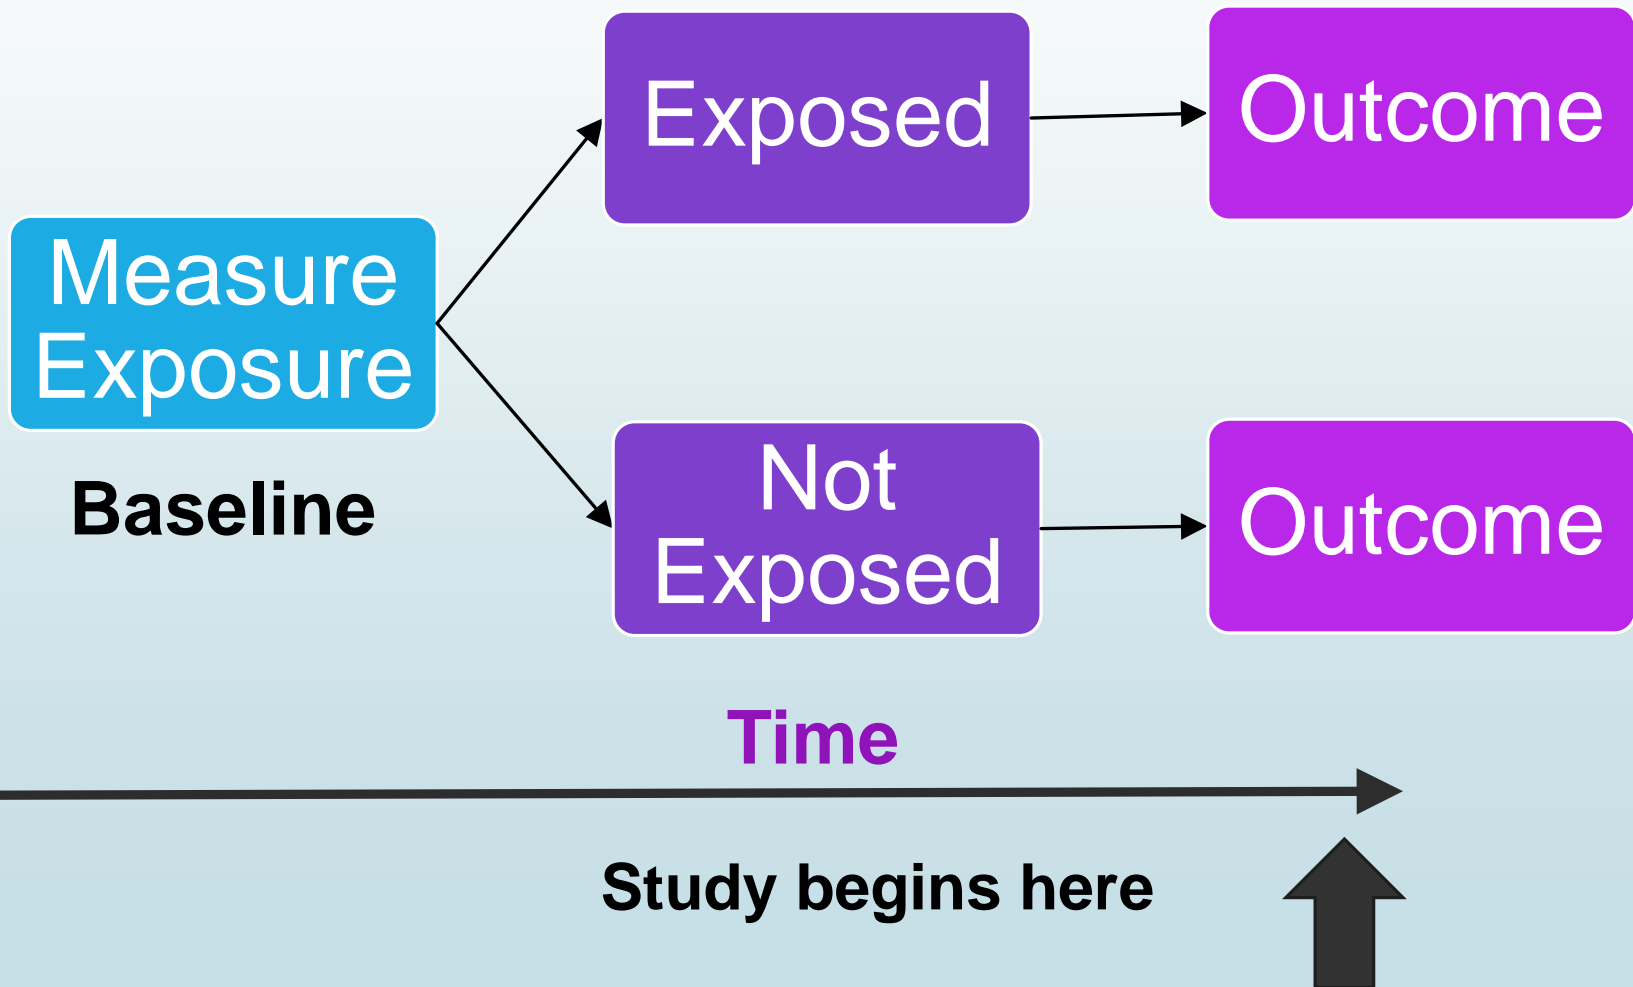 Exposed
Outcome
Measure
Exposure
Baseline
Not
Exposed
Outcome
Time
Study begins here